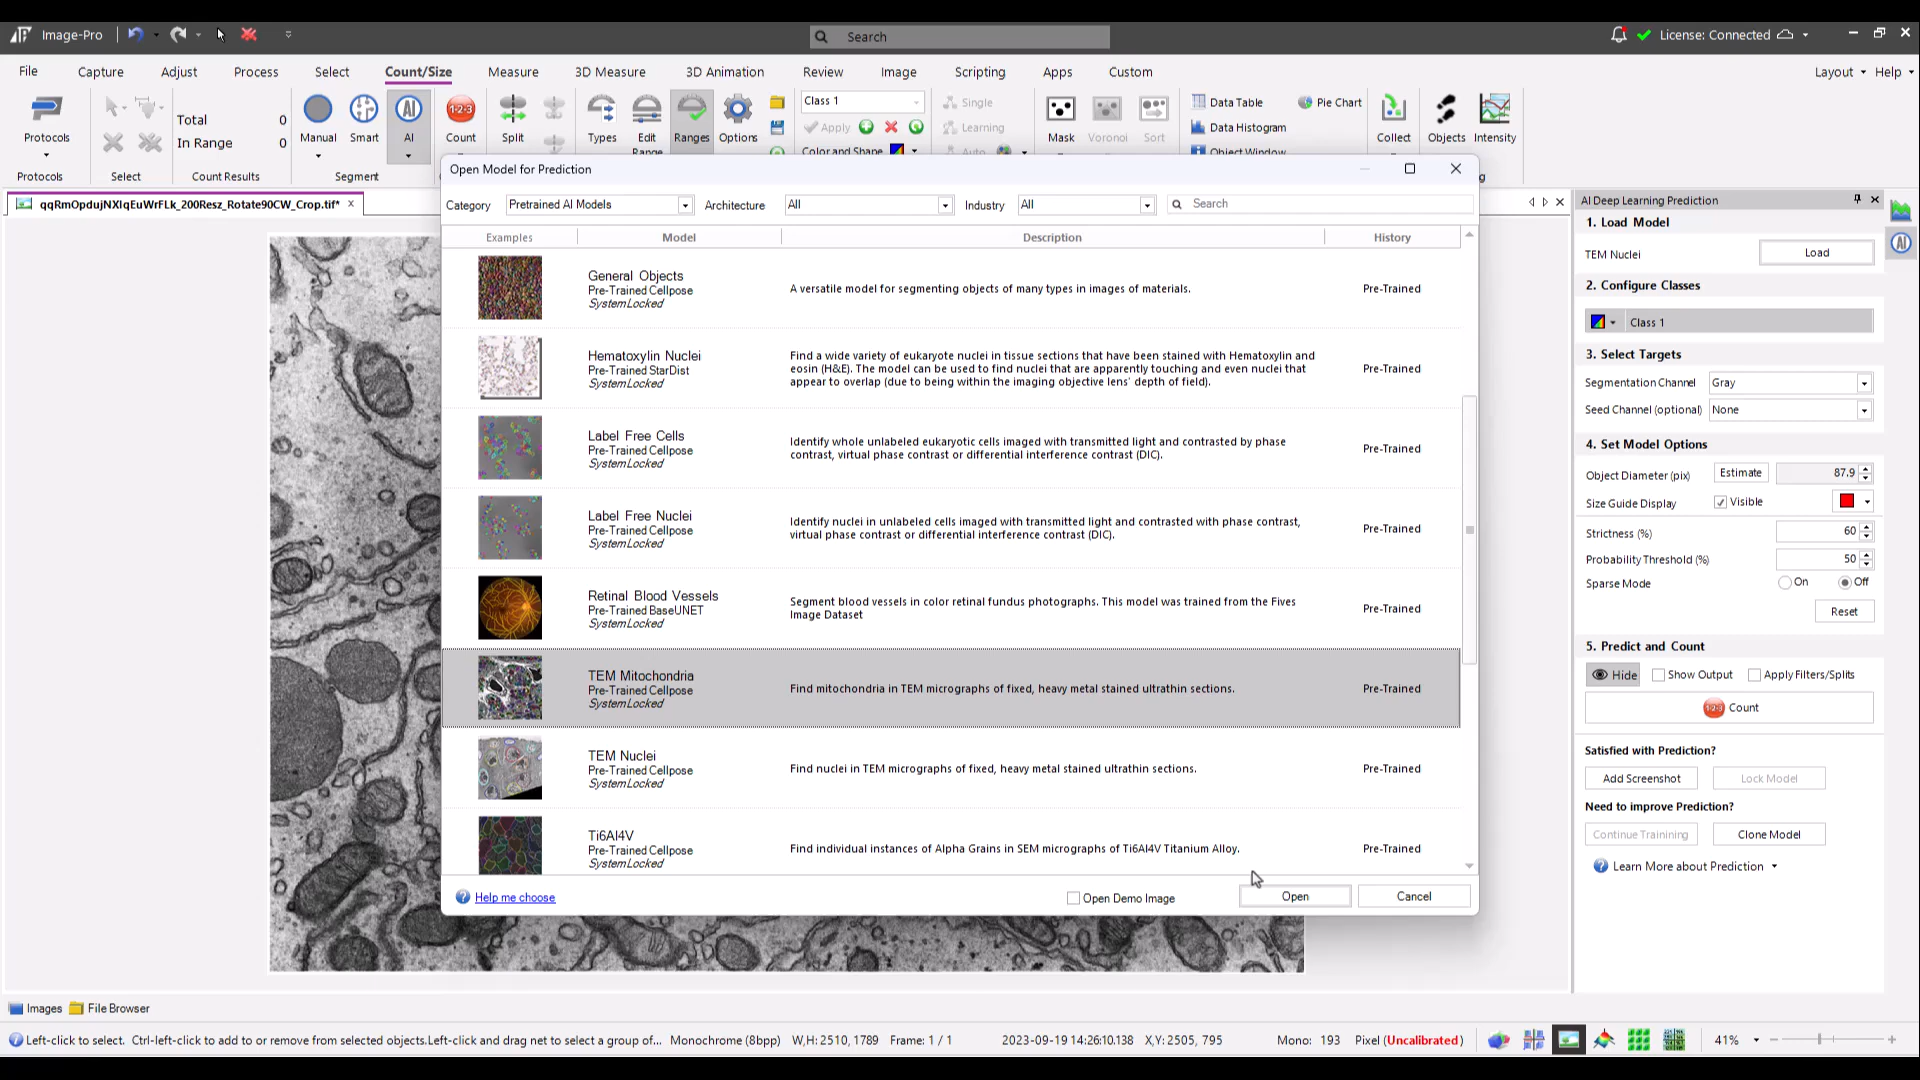 Image-Pro
Search
License: Connected
File
Capture
Adjust
Process
Select
Count/Size
Measure
3D Measure
3D Animation
Review
Image
Scripting
Apps
Custom
Layout
Help
Protocols
Total 0
In Range 0
Manual
Smart
AI
Count
Split
Types
Edit
Range
Ranges
Options
Class 1
Apply
Color and Shape
Single
Learning
Auto
Mask
Voronoi
Sort
Data Table
Pie Chart
Data Histogram
Object Window
Collect
Objects
Intensity
Protocols
Select
Count Results
Segment
qqRmOpdujNXIqEuWrFLk_200Resz_Rotate90CW_Crop.tif*
Open Model for Prediction
Category
Pretrained AI Models
Architecture
All
Industry
All
Search
Examples
Model
Description
History
General Objects
Pre-Trained Cellpose
SystemLocked
A versatile model for segmenting objects of many types in images of materials.
Pre-Trained
Hematoxylin Nuclei
Pre-Trained StarDist
SystemLocked
Find a wide variety of eukaryote nuclei in tissue sections that have been stained with Hematoxylin and
eosin (H&E). The model can be used to find nuclei that are apparently touching and even nuclei that
appear to overlap (due to being within the imaging objective lens' depth of field).
Pre-Trained
Label Free Cells
Pre-Trained Cellpose
SystemLocked
Identify whole unlabeled eukaryotic cells imaged with transmitted light and contrasted by phase
contrast, virtual phase contrast or differential interference contrast (DIC).
Pre-Trained
Label Free Nuclei
Pre-Trained Cellpose
SystemLocked
Identify nuclei in unlabeled cells imaged with transmitted light and contrasted with phase contrast,
virtual phase contrast or differential interference contrast (DIC).
Pre-Trained
Retinal Blood Vessels
Pre-Trained BaseUNET
SystemLocked
Segment blood vessels in color retinal fundus photographs. This model was trained from the Fives
Image Dataset
Pre-Trained
TEM Mitochondria
Pre-Trained Cellpose
SystemLocked
Find mitochondria in TEM micrographs of fixed, heavy metal stained ultrathin sections.
Pre-Trained
TEM Nuclei
Pre-Trained Cellpose
SystemLocked
Find nuclei in TEM micrographs of fixed, heavy metal stained ultrathin sections.
Pre-Trained
Ti6Al4V
Pre-Trained Cellpose
SystemLocked
Find individual instances of Alpha Grains in SEM micrographs of Ti6Al4V Titanium Alloy.
Pre-Trained
Help me choose
Open Demo Image
Open
Cancel
AI Deep Learning Prediction
1. Load Model
TEM Nuclei
Load
2. Configure Classes
Class 1
3. Select Targets
Segmentation Channel
Gray
Seed Channel (optional)
None
4. Set Model Options
Object Diameter (pix)
Estimate
87.9
Size Guide Display
Visible
Strictness (%)
60
Probability Threshold (%)
50
Sparse Mode
On
Off
Reset
5. Predict and Count
Hide
Show Output
Apply Filters/Splits
123 Count
Satisfied with Prediction?
Add Screenshot
Lock Model
Need to improve Prediction?
Continue Trainining
Clone Model
Learn More about Prediction
Images
File Browser
Left-click to select. Ctrl-left-click to add to or remove from selected objects.Left-click and drag net to select a group of...
Monochrome (8bpp)
W,H: 2510, 1789
Frame: 1 / 1
2023-09-19 14:26:10.138
X,Y: 2505, 795
Mono: 193
Pixel (Uncalibrated)
41%